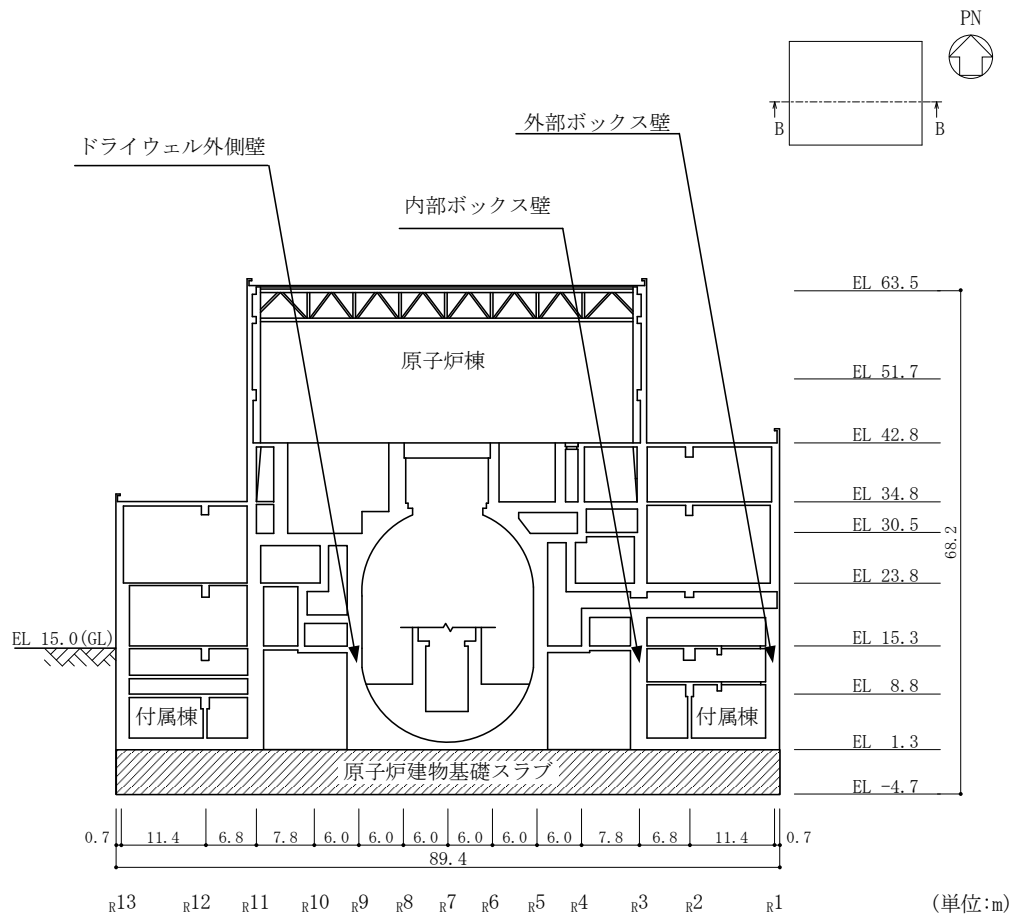 PN
B B
外部ボックス壁
ドライウェル外側壁
内部ボックス壁
EL 63.5
原子炉棟
EL 51.7
EL 42.8
EL 34.8
EL 30.5
68.2
EL 23.8
EL 15.0(GL)
EL 15.3
EL 8.8
付属棟 付属棟
EL 1.3
原子炉建物基礎スラブ
EL -4.7
0.7 11.4 6.8 7.8 6.0 6.0 6.0 6.0 6.0 6.0 7.8 6.8 11.4 0.7
89.4
R13 R12 R11 R10 R9 R8 R7 R6 R5 R4 R3 R2 R1 (単位:m)